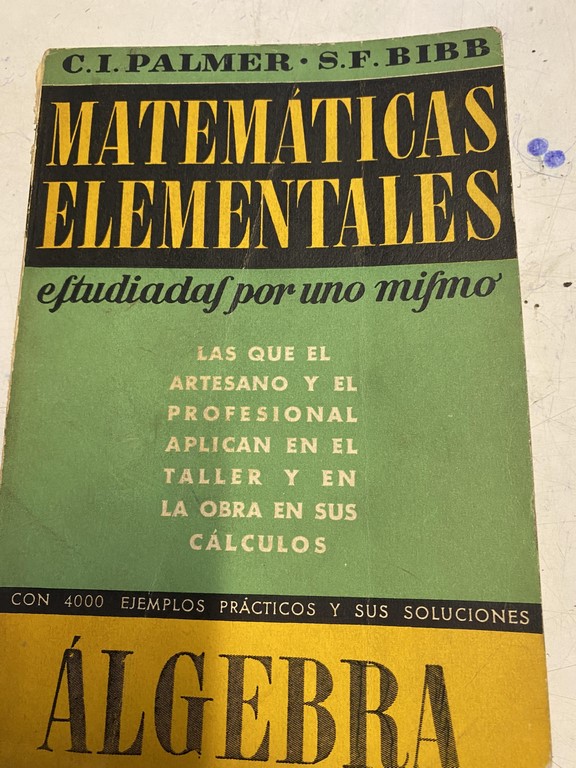 C.I. PALMER · S.F. BIBB
MATEMÁTICAS
ELEMENTALES
eſtudiadaſ por uno miſmo
LAS QUE EL
ARTESANO Y EL
PROFESIONAL
APLICAN EN EL
TALLER Y EN
LA OBRA EN SUS
CÁLCULOS
CON 4000 EJEMPLOS PRÁCTICOS Y SUS SOLUCIONES
ÁLGEBRA